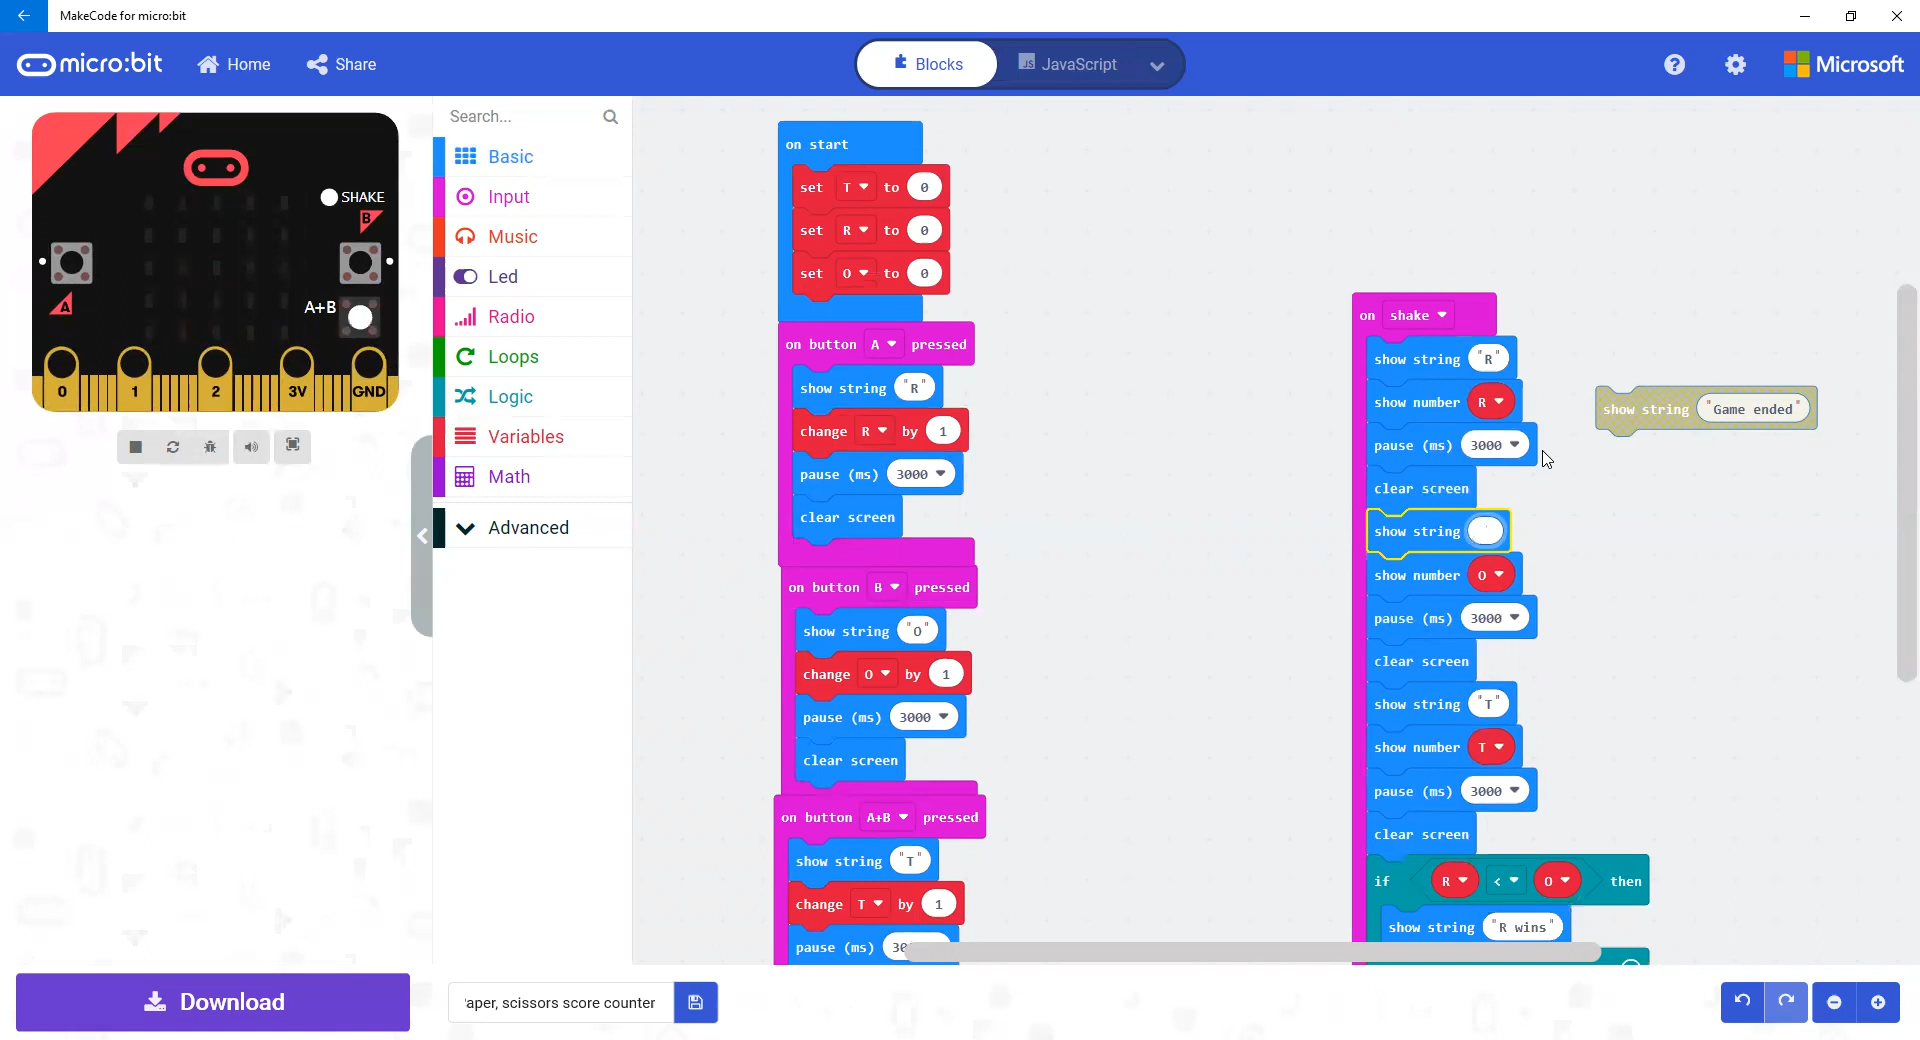 MakeCode for micro:bit
micro:bit
Home
Share
Blocks
JS JavaScript
?
Microsoft
SHAKE
B
A
A+B
0 1 2 3V GND
Search...
Basic
Input
Music
Led
Radio
Loops
Logic
Variables
Math
Advanced
on start
set T to 0
set R to 0
set O to 0
on button A pressed
show string "R"
change R by 1
pause (ms) 3000
clear screen
on button B pressed
show string "O"
change O by 1
pause (ms) 3000
clear screen
on button A+B pressed
show string "T"
change T by 1
pause (ms)
on shake
show string "R"
show number R
pause (ms) 3000
clear screen
show string
show number O
pause (ms) 3000
clear screen
show string "T"
show number T
pause (ms) 3000
clear screen
if R < O then
show string "R wins"
show string "Game ended"
Download
'aper, scissors score counter